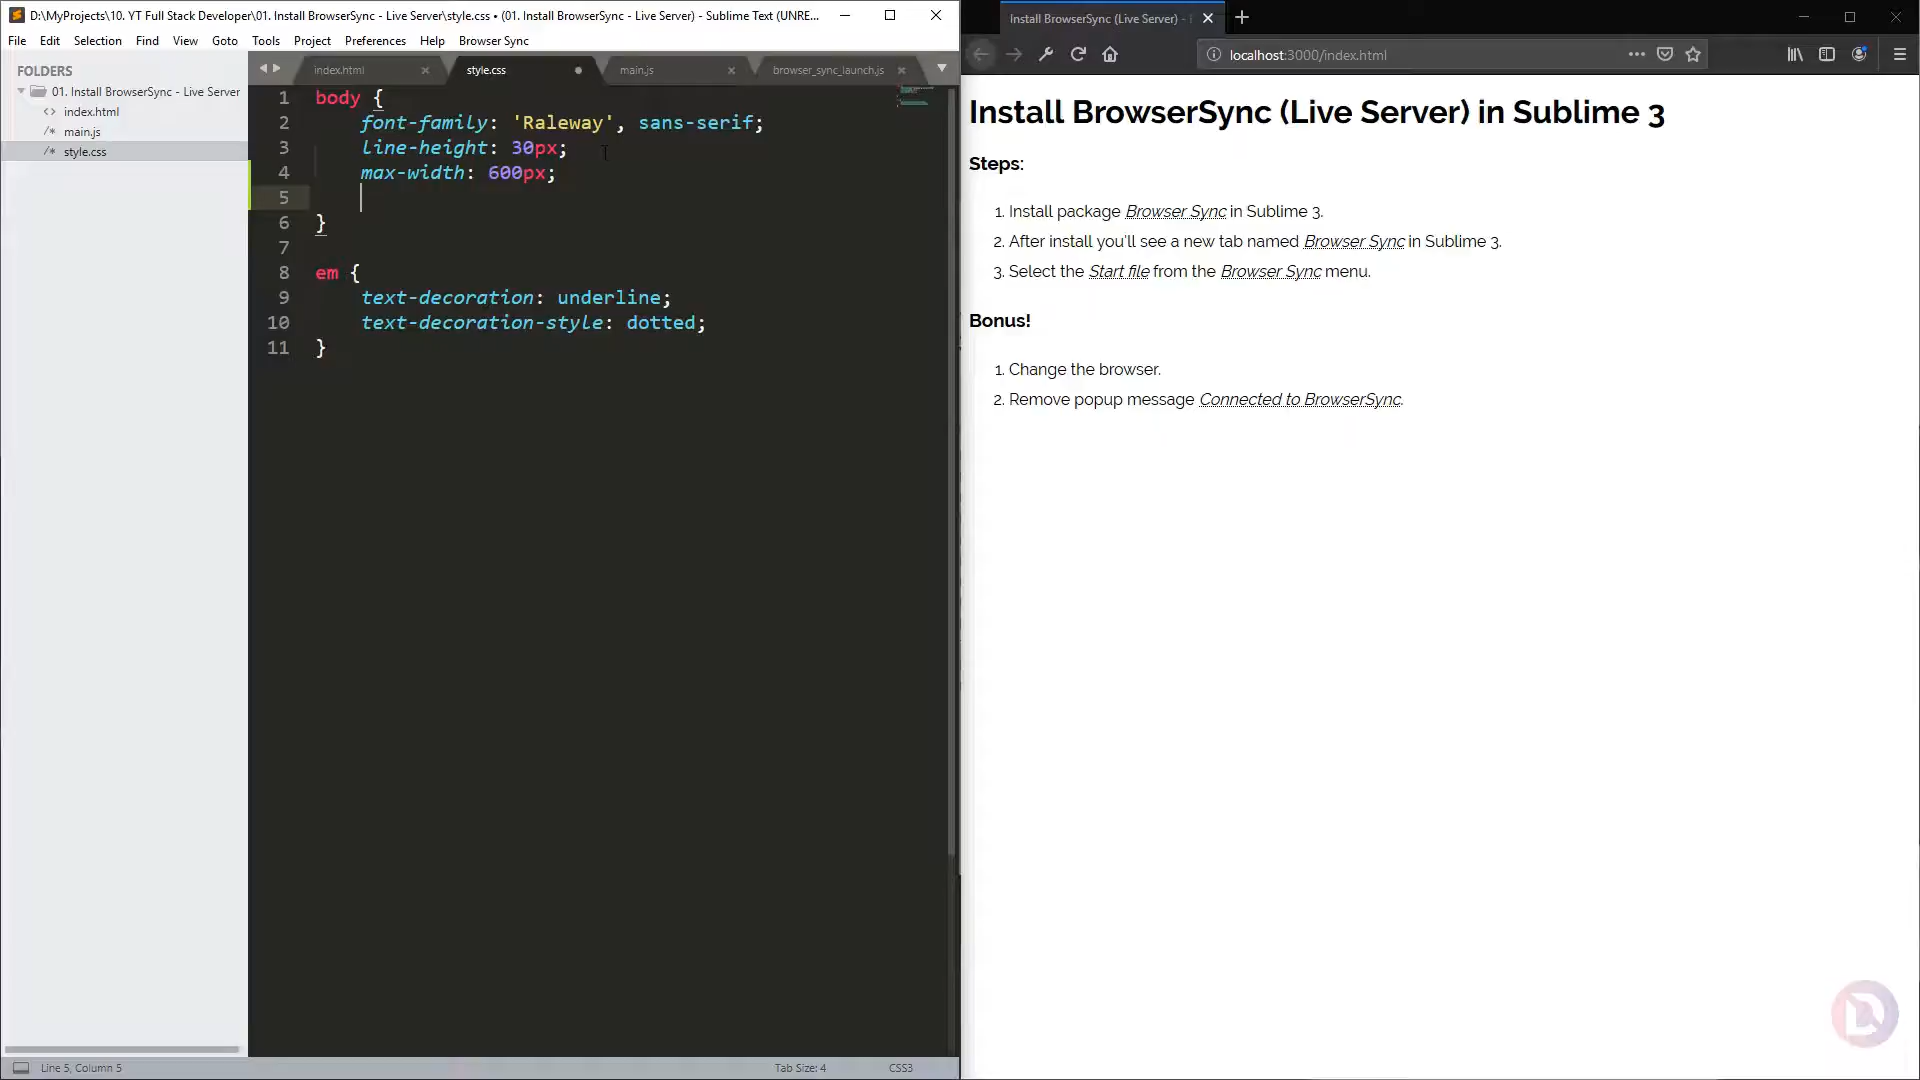 D:\MyProjects\10. YT Full Stack Developer\01. Install BrowserSync - Live Server\style.css • (01. Install BrowserSync - Live Server) - Sublime Text (UNRE...
File Edit Selection Find View Goto Tools Project Preferences Help Browser Sync
FOLDERS
01. Install BrowserSync - Live Server
index.html
main.js
style.css
index.html style.css main.js browser_sync_launch.js
1 body {
2 font-family: 'Raleway', sans-serif;
3 line-height: 30px;
4 max-width: 600px;
5
6 }
7
8 em {
9 text-decoration: underline;
10 text-decoration-style: dotted;
11 }
Line 5, Column 5
Tab Size: 4
CSS3
Install BrowserSync (Live Server) -
localhost:3000/index.html
Install BrowserSync (Live Server) in Sublime 3
Steps:
1. Install package Browser Sync in Sublime 3.
2. After install you'll see a new tab named Browser Sync in Sublime 3.
3. Select the Start file from the Browser Sync menu.
Bonus!
1. Change the browser.
2. Remove popup message Connected to BrowserSync.